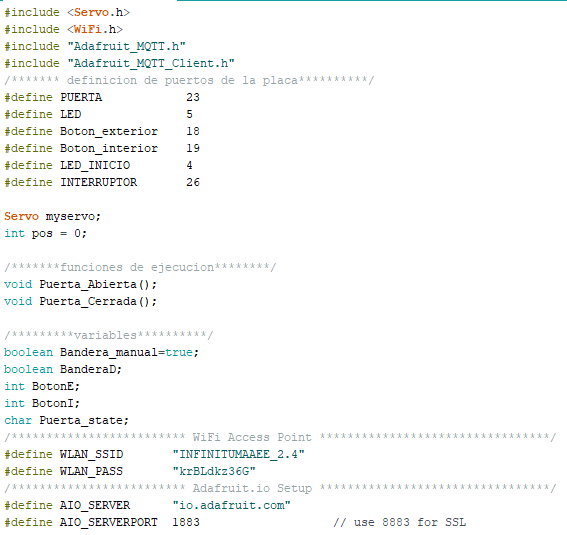 #include <Servo.h>
#include <WiFi.h>
#include "Adafruit_MQTT.h"
#include "Adafruit_MQTT_Client.h"
/******* definicion de puertos de la placa**********/
#define PUERTA 23
#define LED 5
#define Boton_exterior 18
#define Boton_interior 19
#define LED_INICIO 4
#define INTERRUPTOR 26
Servo myservo;
int pos = 0;
/*******funciones de ejecucion********/
void Puerta_Abierta();
void Puerta_Cerrada();
/*********variables**********/
boolean Bandera_manual=true;
boolean BanderaD;
int BotonE;
int BotonI;
char Puerta_state;
/************************* WiFi Access Point *********************************/
#define WLAN_SSID "INFINITUMAAEE_2.4"
#define WLAN_PASS "krBLdkz36G"
/************************* Adafruit.io Setup *********************************/
#define AIO_SERVER "io.adafruit.com"
#define AIO_SERVERPORT 1883 // use 8883 for SSL